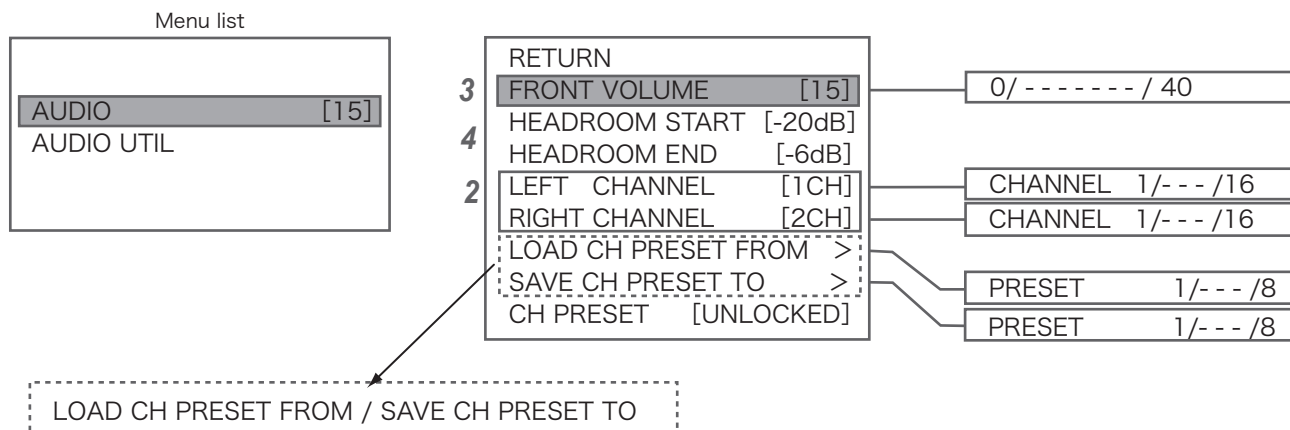 Menu list
AUDIO [15]
AUDIO UTIL
RETURN
3 FRONT VOLUME [15]
0/ - - - - - - - / 40
4 HEADROOM START [-20dB]
HEADROOM END [-6dB]
2 LEFT CHANNEL [1CH]
CHANNEL 1/- - - /16
RIGHT CHANNEL [2CH]
CHANNEL 1/- - - /16
LOAD CH PRESET FROM >
PRESET 1/- - - /8
SAVE CH PRESET TO >
PRESET 1/- - - /8
CH PRESET [UNLOCKED]
LOAD CH PRESET FROM / SAVE CH PRESET TO